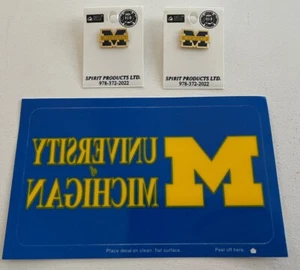 SPIRIT PRODUCTS LTD.
978-372-2022
SPIRIT PRODUCTS LTD.
978-372-2022
M
UNIVERSITY
of
MICHIGAN
Place decal on clean, flat surface.
Peel off here.